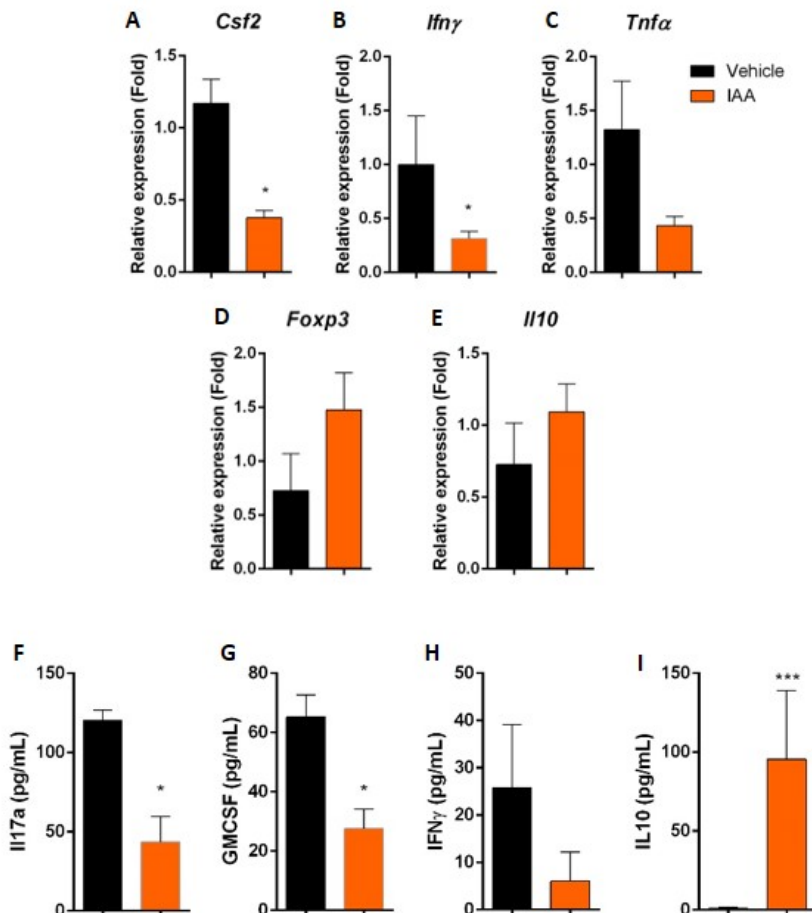 A Csf2
B Ifnγ
C Tnfα
Relative expression (Fold)
1.5
1.0
0.5
0.0
*
Relative expression (Fold)
2.0
1.5
1.0
0.5
0.0
*
Relative expression (Fold)
2.0
1.5
1.0
0.5
0.0
Vehicle
IAA
D Foxp3
E Il10
Relative expression (Fold)
2.0
1.5
1.0
0.5
0.0
Relative expression (Fold)
1.5
1.0
0.5
0.0
F
Il17a (pg/mL)
150
100
50
0
*
G
GMCSF (pg/mL)
80
60
40
20
0
*
H
IFNγ (pg/mL)
50
40
30
20
10
0
I
IL10 (pg/mL)
150
100
50
0
***